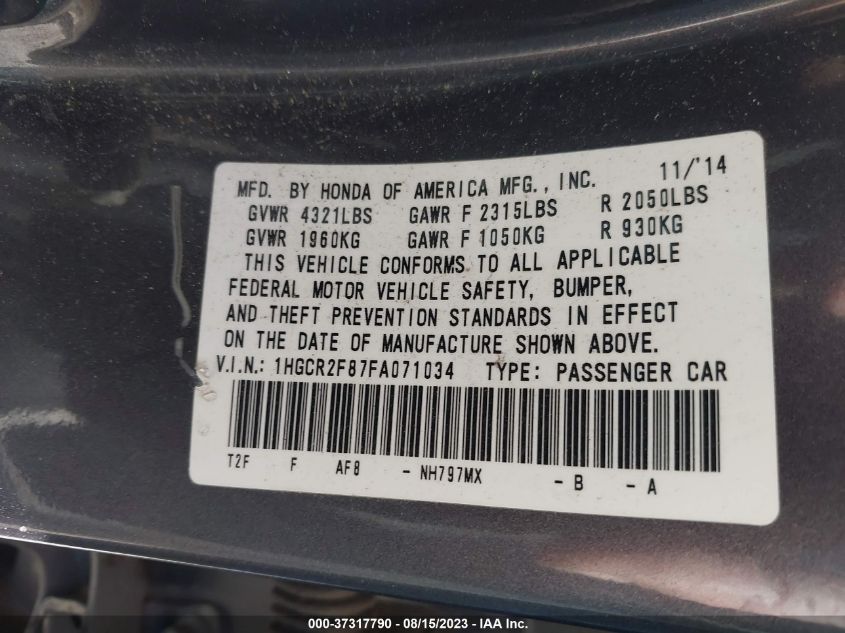 MFD. BY HONDA OF AMERICA MFG., INC. 11/'14
GVWR 4321LBS GAWR F 2315LBS R 2050LBS
GVWR 1960KG GAWR F 1050KG R 930KG
THIS VEHICLE CONFORMS TO ALL APPLICABLE
FEDERAL MOTOR VEHICLE SAFETY, BUMPER,
AND THEFT PREVENTION STANDARDS IN EFFECT
ON THE DATE OF MANUFACTURE SHOWN ABOVE.
V.I.N.: 1HGCR2F87FA071034 TYPE: PASSENGER CAR
T2F F AF8 - NH797MX - B - A
000-37317790 - 08/15/2023 - IAA Inc.